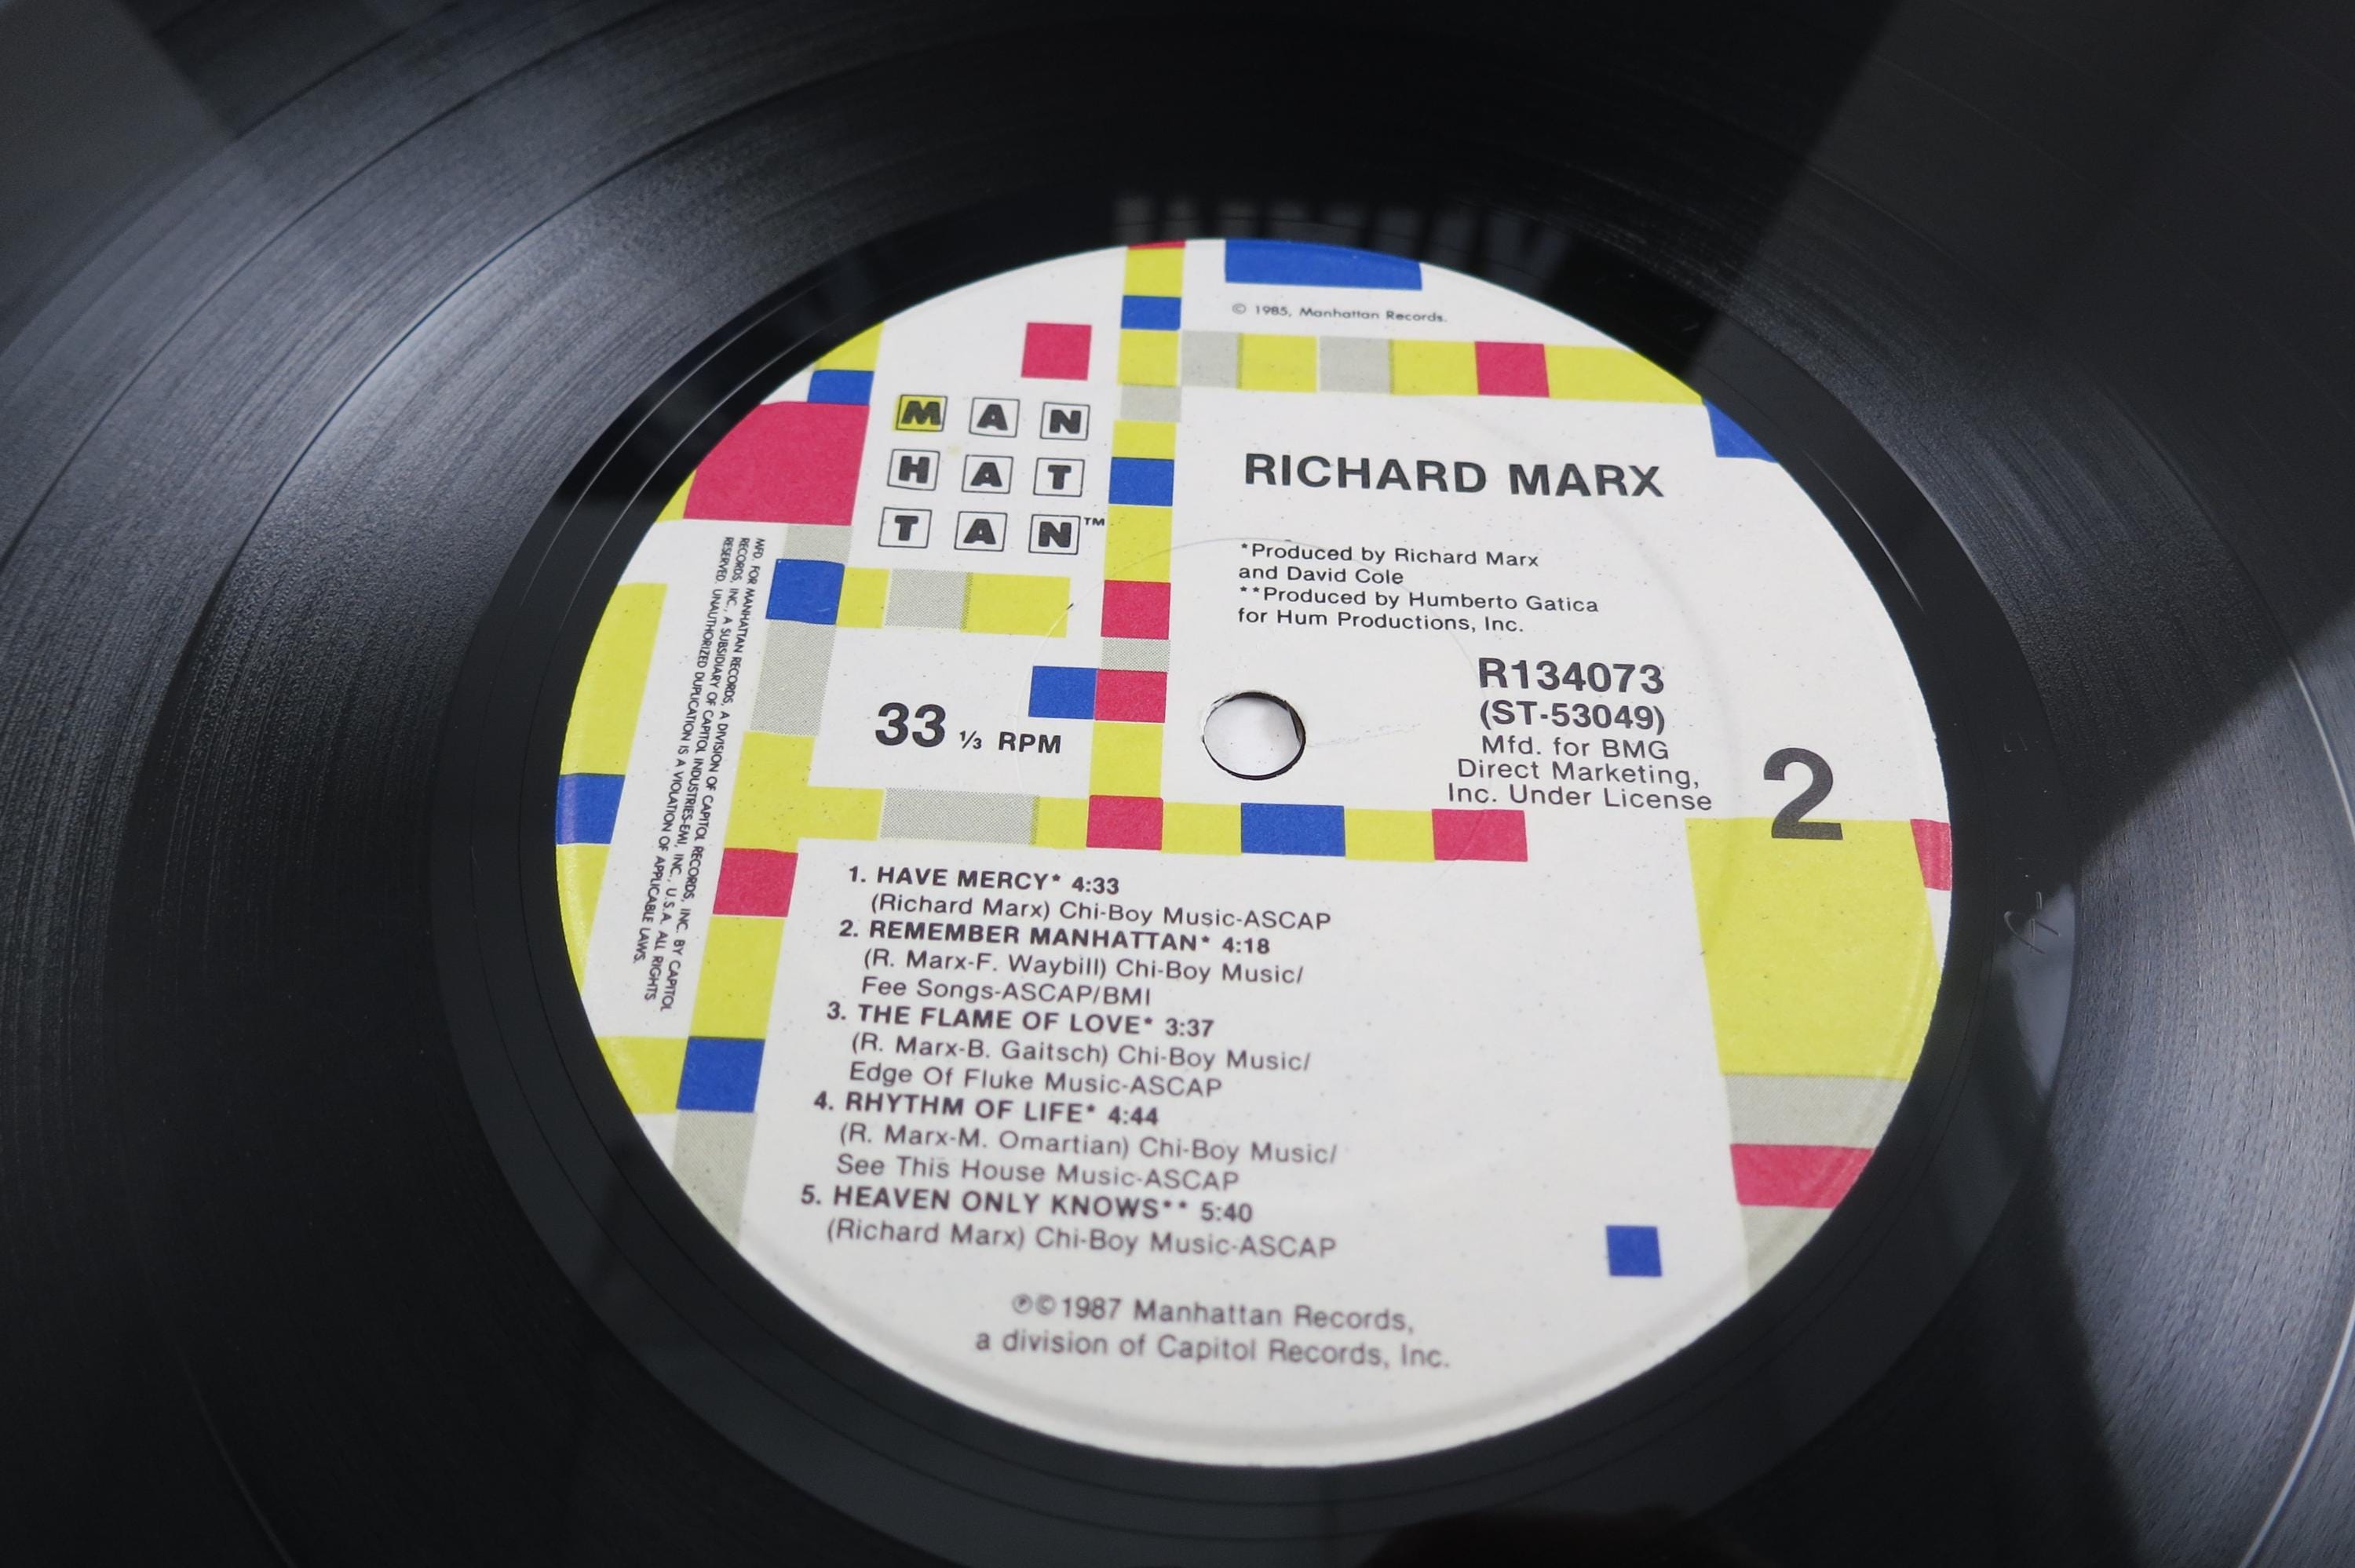 © 1985, Manhattan Records.
MAN
HAT
TAN™
RICHARD MARX
*Produced by Richard Marx
and David Cole
**Produced by Humberto Gatica
for Hum Productions, Inc.
R134073
(ST-53049)
Mfd. for BMG
Direct Marketing,
Inc. Under License
2
33 ⅓ RPM
MFD. FOR MANHATTAN RECORDS, A DIVISION OF CAPITOL RECORDS, INC. BY CAPITOL
RECORDS, INC., A SUBSIDIARY OF CAPITOL INDUSTRIES-EMI, INC., U.S.A. ALL RIGHTS
RESERVED. UNAUTHORIZED DUPLICATION IS A VIOLATION OF APPLICABLE LAWS.
1. HAVE MERCY* 4:33
(Richard Marx) Chi-Boy Music-ASCAP
2. REMEMBER MANHATTAN* 4:18
(R. Marx-F. Waybill) Chi-Boy Music/
Fee Songs-ASCAP/BMI
3. THE FLAME OF LOVE* 3:37
(R. Marx-B. Gaitsch) Chi-Boy Music/
Edge Of Fluke Music-ASCAP
4. RHYTHM OF LIFE* 4:44
(R. Marx-M. Omartian) Chi-Boy Music/
See This House Music-ASCAP
5. HEAVEN ONLY KNOWS** 5:40
(Richard Marx) Chi-Boy Music-ASCAP
℗©1987 Manhattan Records,
a division of Capitol Records, Inc.